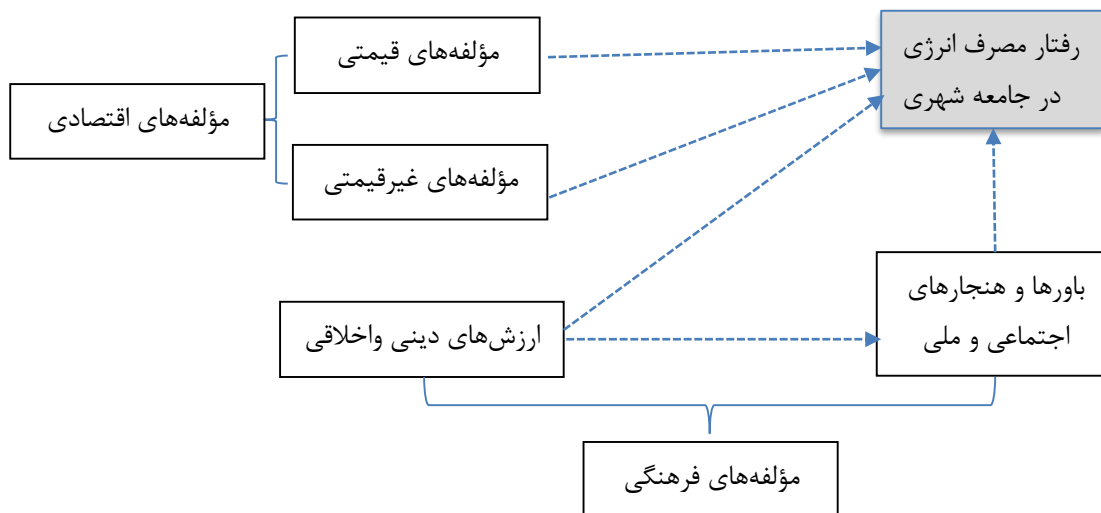 مؤلفه‌های قیمتی
رفتار مصرف انرژی
در جامعه شهری
مؤلفه‌های اقتصادی
مؤلفه‌های غیرقیمتی
باورها و هنجارهای
اجتماعی و ملی
ارزش‌های دینی واخلاقی
مؤلفه‌های فرهنگی